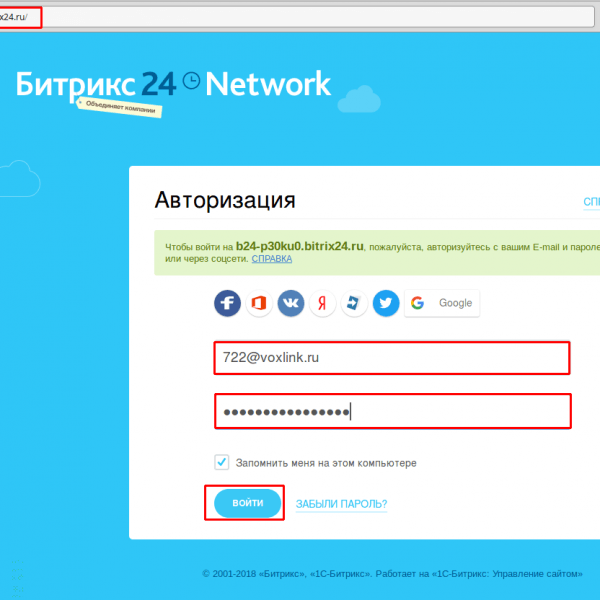 x24.ru/
Битрикс 24 Network
Объединяет компании
Авторизация
СПР
Чтобы войти на b24-p30ku0.bitrix24.ru, пожалуйста, авторизуйтесь с вашим E-mail и пароле
или через соцсети. СПРАВКА
Google
722@voxlink.ru
Запомнить меня на этом компьютере
ВОЙТИ ЗАБЫЛИ ПАРОЛЬ?
© 2001-2018 «Битрикс», «1С-Битрикс». Работает на «1С-Битрикс: Управление сайтом»